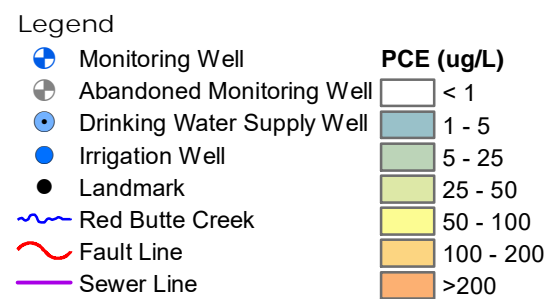 Legend
Monitoring Well
Abandoned Monitoring Well
Drinking Water Supply Well
Irrigation Well
Landmark
Red Butte Creek
Fault Line
Sewer Line
PCE (ug/L)
< 1
1 - 5
5 - 25
25 - 50
50 - 100
100 - 200
>200